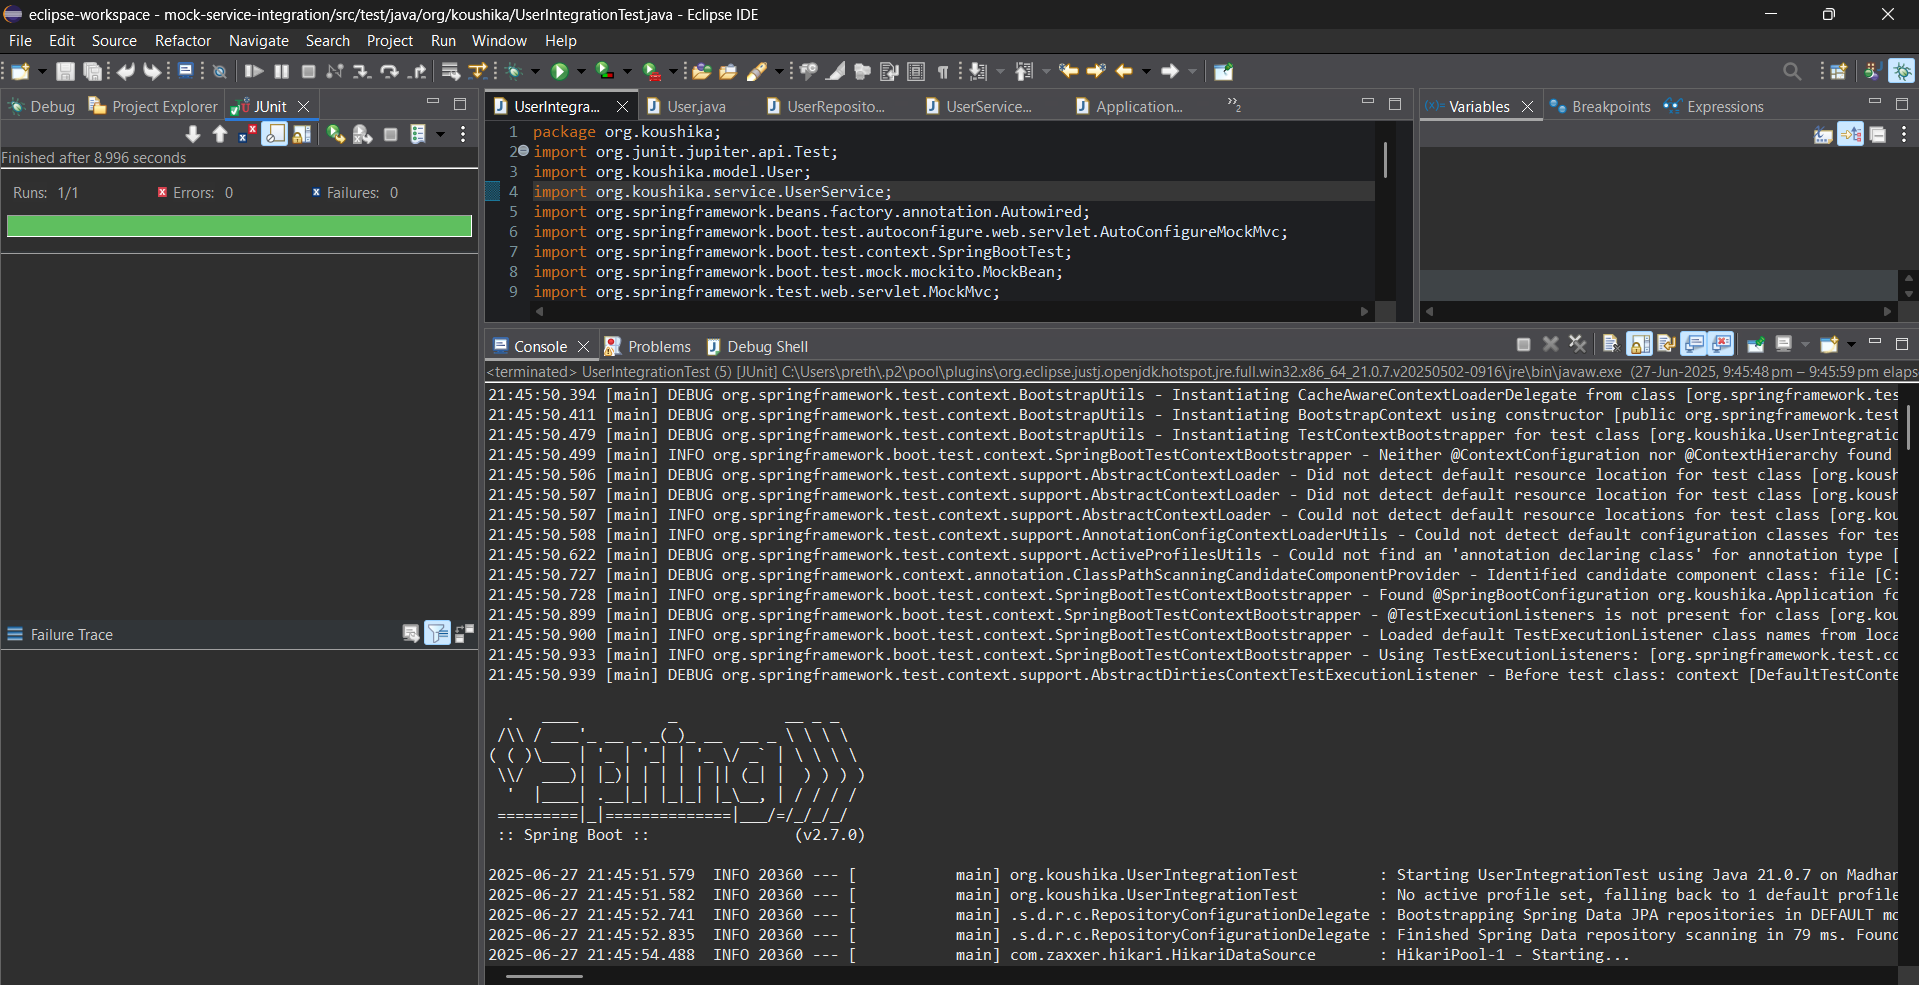 eclipse-workspace - mock-service-integration/src/test/java/org/koushika/UserIntegrationTest.java - Eclipse IDE
File Edit Source Refactor Navigate Search Project Run Window Help
Debug Project Explorer JUnit
Finished after 8.996 seconds
Runs: 1/1 Errors: 0 Failures: 0
Failure Trace
UserIntegra... User.java UserReposito... UserService... Application... »2
1 package org.koushika;
2 import org.junit.jupiter.api.Test;
3 import org.koushika.model.User;
4 import org.koushika.service.UserService;
5 import org.springframework.beans.factory.annotation.Autowired;
6 import org.springframework.boot.test.autoconfigure.web.servlet.AutoConfigureMockMvc;
7 import org.springframework.boot.test.context.SpringBootTest;
8 import org.springframework.boot.test.mock.mockito.MockBean;
9 import org.springframework.test.web.servlet.MockMvc;
(x)= Variables Breakpoints Expressions
Console Problems Debug Shell
<terminated> UserIntegrationTest (5) [JUnit] C:\Users\preth\.p2\pool\plugins\org.eclipse.justj.openjdk.hotspot.jre.full.win32.x86_64_21.0.7.v20250502-0916\jre\bin\javaw.exe (27-Jun-2025, 9:45:48 pm – 9:45:59 pm elaps
21:45:50.394 [main] DEBUG org.springframework.test.context.BootstrapUtils - Instantiating CacheAwareContextLoaderDelegate from class [org.springframework.tes
21:45:50.411 [main] DEBUG org.springframework.test.context.BootstrapUtils - Instantiating BootstrapContext using constructor [public org.springframework.test
21:45:50.479 [main] DEBUG org.springframework.test.context.BootstrapUtils - Instantiating TestContextBootstrapper for test class [org.koushika.UserIntegratic
21:45:50.499 [main] INFO org.springframework.boot.test.context.SpringBootTestContextBootstrapper - Neither @ContextConfiguration nor @ContextHierarchy found
21:45:50.506 [main] DEBUG org.springframework.test.context.support.AbstractContextLoader - Did not detect default resource location for test class [org.koush
21:45:50.507 [main] DEBUG org.springframework.test.context.support.AbstractContextLoader - Did not detect default resource location for test class [org.koush
21:45:50.507 [main] INFO org.springframework.test.context.support.AbstractContextLoader - Could not detect default resource locations for test class [org.kou
21:45:50.508 [main] INFO org.springframework.test.context.support.AnnotationConfigContextLoaderUtils - Could not detect default configuration classes for tes
21:45:50.622 [main] DEBUG org.springframework.test.context.support.ActiveProfilesUtils - Could not find an 'annotation declaring class' for annotation type [
21:45:50.727 [main] DEBUG org.springframework.context.annotation.ClassPathScanningCandidateComponentProvider - Identified candidate component class: file [C:
21:45:50.728 [main] INFO org.springframework.boot.test.context.SpringBootTestContextBootstrapper - Found @SpringBootConfiguration org.koushika.Application fo
21:45:50.899 [main] DEBUG org.springframework.boot.test.context.SpringBootTestContextBootstrapper - @TestExecutionListeners is not present for class [org.kou
21:45:50.900 [main] INFO org.springframework.boot.test.context.SpringBootTestContextBootstrapper - Loaded default TestExecutionListener class names from loca
21:45:50.933 [main] INFO org.springframework.boot.test.context.SpringBootTestContextBootstrapper - Using TestExecutionListeners: [org.springframework.test.co
21:45:50.939 [main] DEBUG org.springframework.test.context.support.AbstractDirtiesContextTestExecutionListener - Before test class: context [DefaultTestConte
Spring
:: Spring Boot :: (v2.7.0)
2025-06-27 21:45:51.579 INFO 20360 --- [ main] org.koushika.UserIntegrationTest : Starting UserIntegrationTest using Java 21.0.7 on Madhar
2025-06-27 21:45:51.582 INFO 20360 --- [ main] org.koushika.UserIntegrationTest : No active profile set, falling back to 1 default profile
2025-06-27 21:45:52.741 INFO 20360 --- [ main] .s.d.r.c.RepositoryConfigurationDelegate : Bootstrapping Spring Data JPA repositories in DEFAULT mo
2025-06-27 21:45:52.835 INFO 20360 --- [ main] .s.d.r.c.RepositoryConfigurationDelegate : Finished Spring Data repository scanning in 79 ms. Found
2025-06-27 21:45:54.488 INFO 20360 --- [ main] com.zaxxer.hikari.HikariDataSource : HikariPool-1 - Starting...